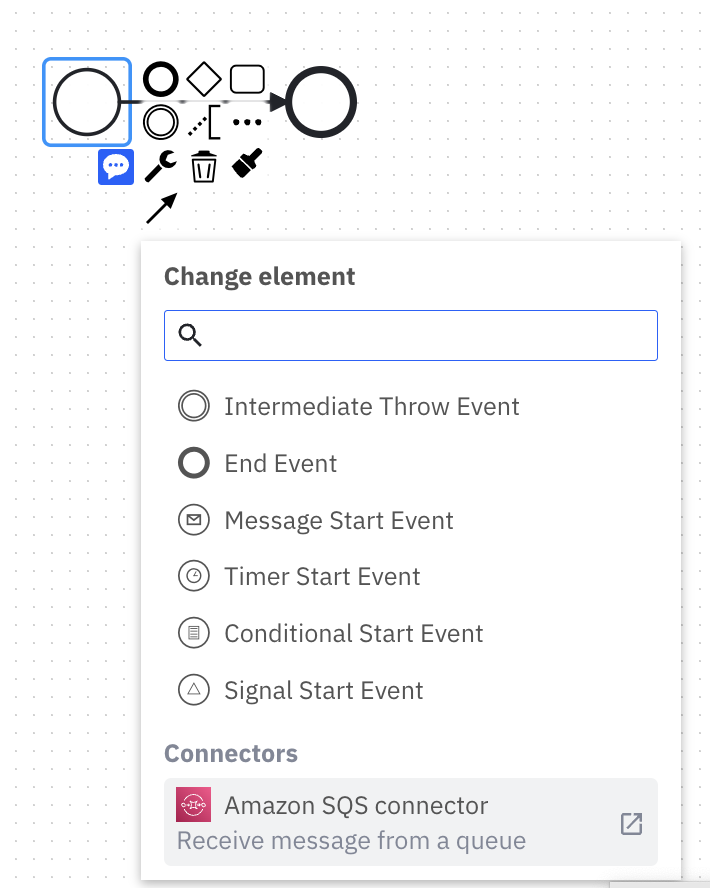 Change element
Intermediate Throw Event
End Event
Message Start Event
Timer Start Event
Conditional Start Event
Signal Start Event
Connectors
Amazon SQS connector
Receive message from a queue